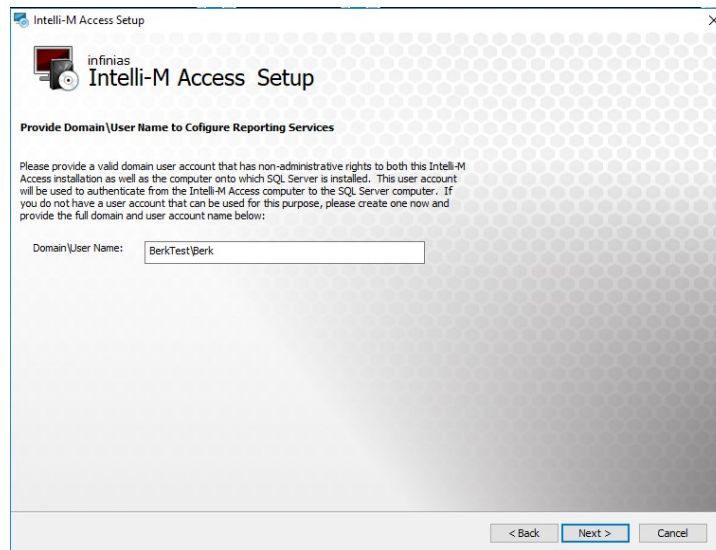 Intelli-M Access Setup
infinias
Intelli-M Access Setup
Provide Domain\User Name to Cofigure Reporting Services
Please provide a valid domain user account that has non-administrative rights to both this Intelli-M
Access installation as well as the computer onto which SQL Server is installed. This user account
will be used to authenticate from the Intelli-M Access computer to the SQL Server computer. If
you do not have a user account that can be used for this purpose, please create one now and
provide the full domain and user account name below:
Domain\User Name: BerkTest\Berk
< Back Next > Cancel